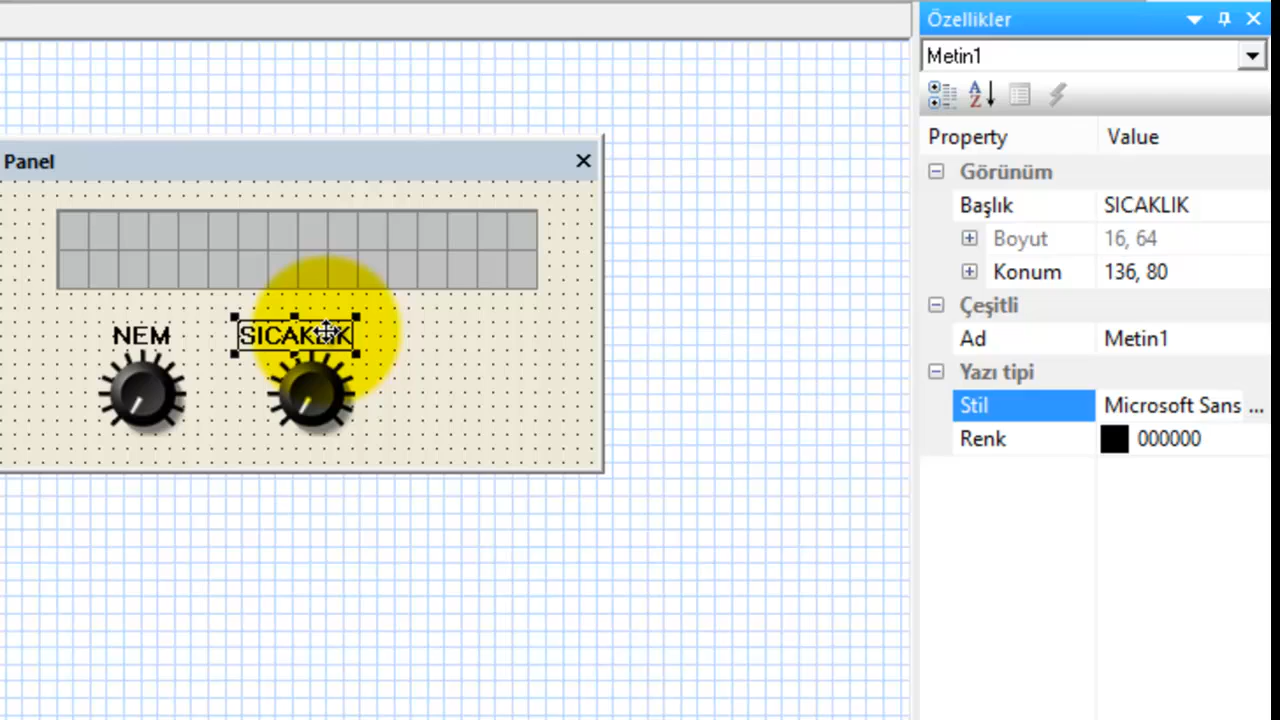 Özellikler
Metin1
Property Value
Görünüm
Başlık SICAKLIK
Boyut 16, 64
Konum 136, 80
Çeşitli
Ad Metin1
Yazı tipi
Stil Microsoft Sans ...
Renk 000000
Panel
NEM SICAKLIK